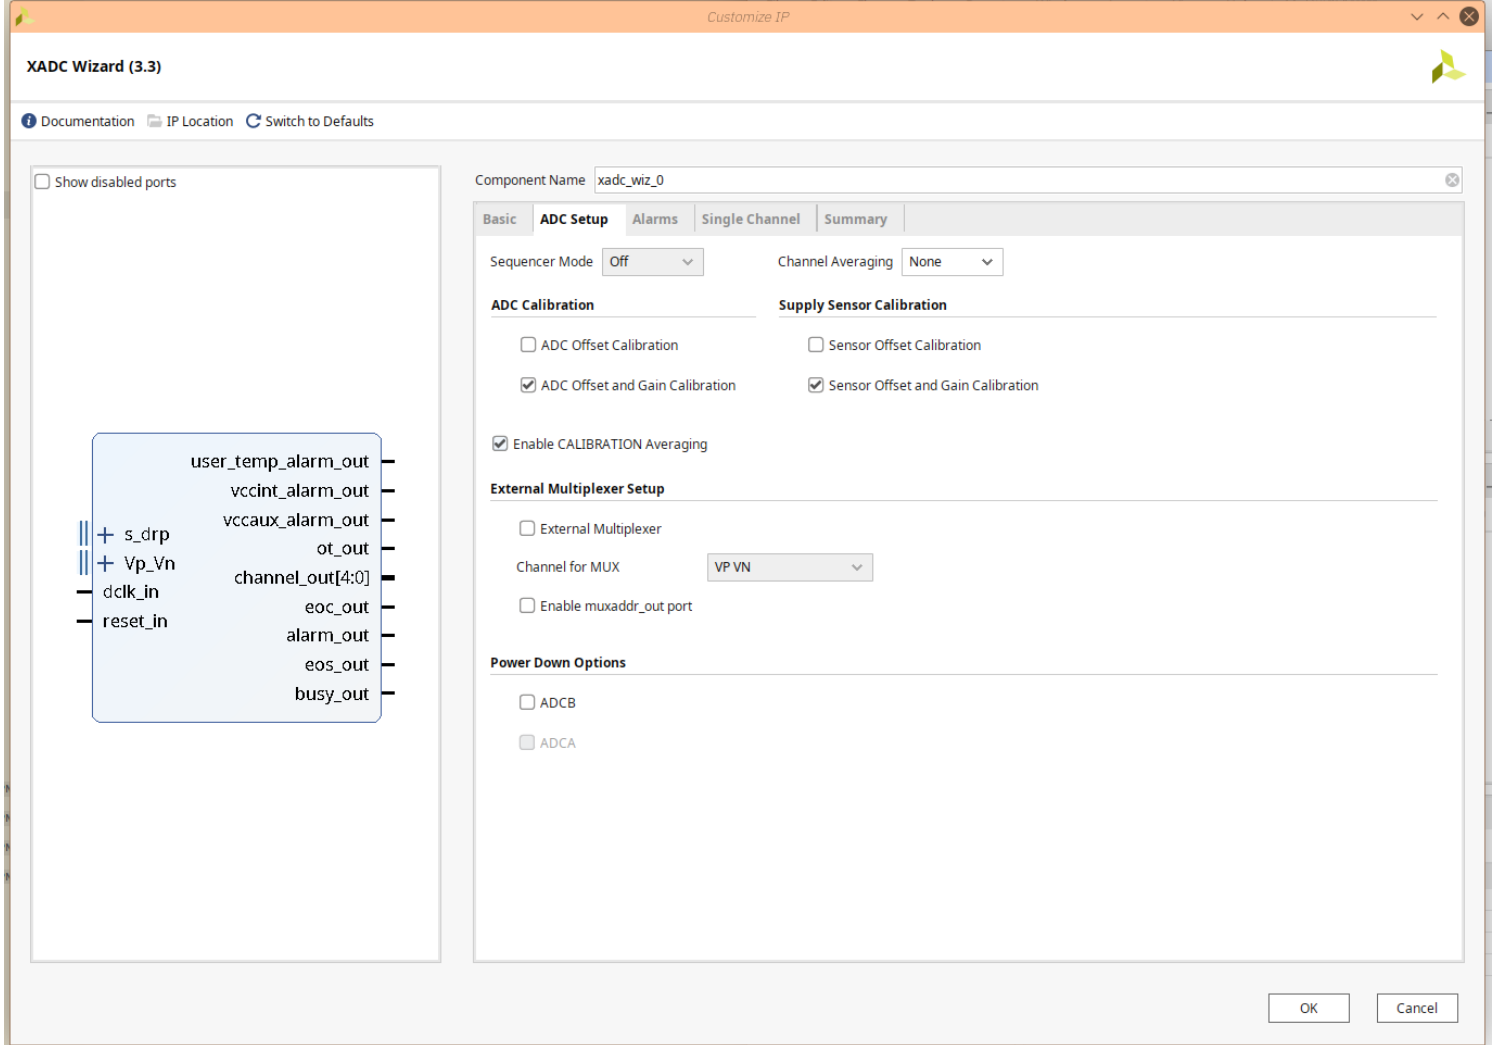 Customize IP
XADC Wizard (3.3)
Documentation IP Location Switch to Defaults
Show disabled ports
user_temp_alarm_out
vccint_alarm_out
vccaux_alarm_out
s_drp
ot_out
Vp_Vn
channel_out[4:0]
dclk_in
eoc_out
reset_in
alarm_out
eos_out
busy_out
Component Name xadc_wiz_0
Basic ADC Setup Alarms Single Channel Summary
Sequencer Mode Off Channel Averaging None
ADC Calibration Supply Sensor Calibration
ADC Offset Calibration Sensor Offset Calibration
ADC Offset and Gain Calibration Sensor Offset and Gain Calibration
Enable CALIBRATION Averaging
External Multiplexer Setup
External Multiplexer
Channel for MUX VP VN
Enable muxaddr_out port
Power Down Options
ADCB
ADCA
OK Cancel